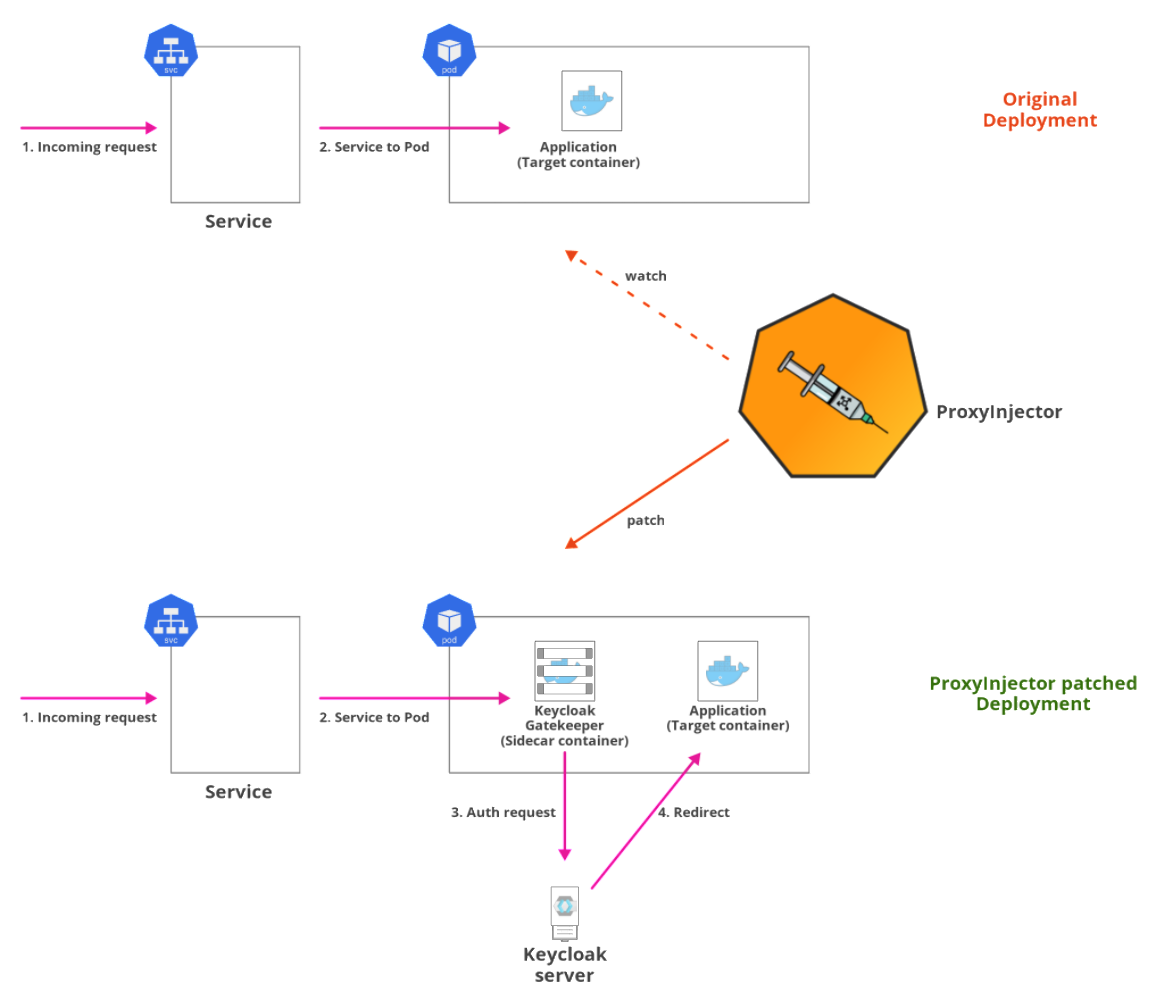 svc
pod
Original
Deployment
1. Incoming request
2. Service to Pod
Application
(Target container)
Service
watch
ProxyInjector
patch
svc
pod
ProxyInjector patched
Deployment
1. Incoming request
2. Service to Pod
Keycloak
Gatekeeper
(Sidecar container)
Application
(Target container)
Service
3. Auth request
4. Redirect
Keycloak
server